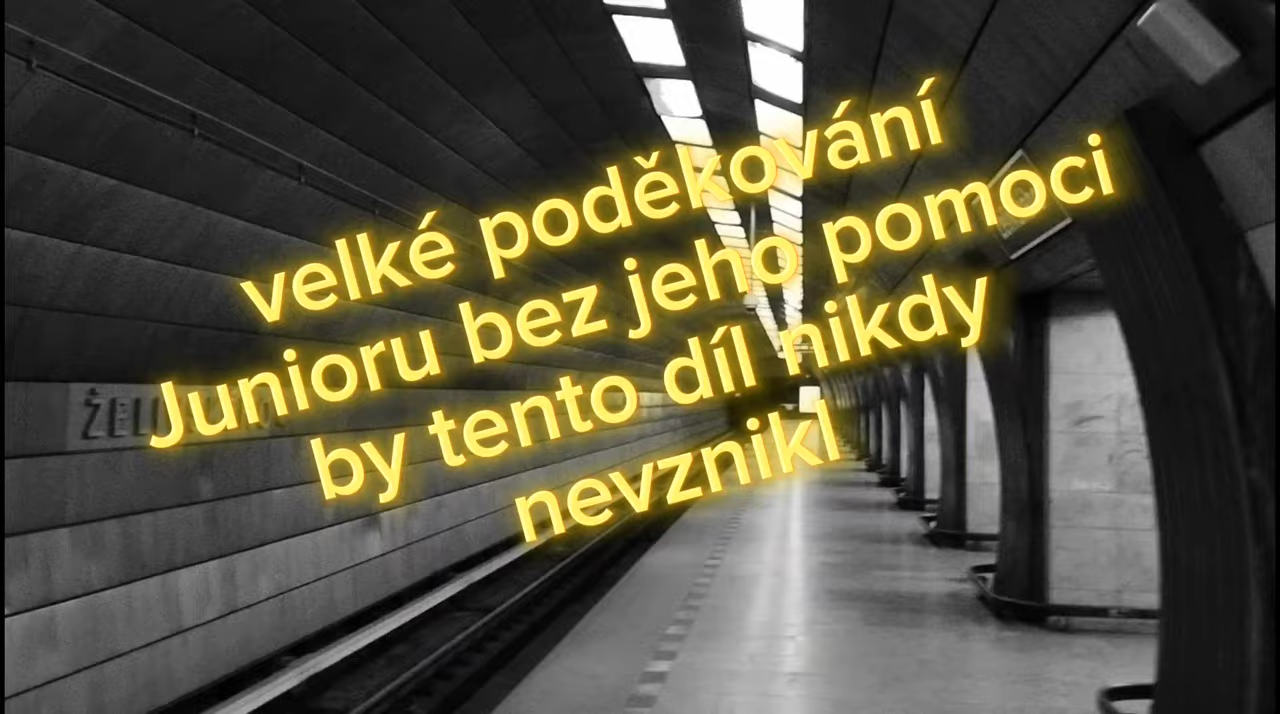 velké poděkování
Junioru bez jeho pomoci
by tento díl nikdy
nevznikl